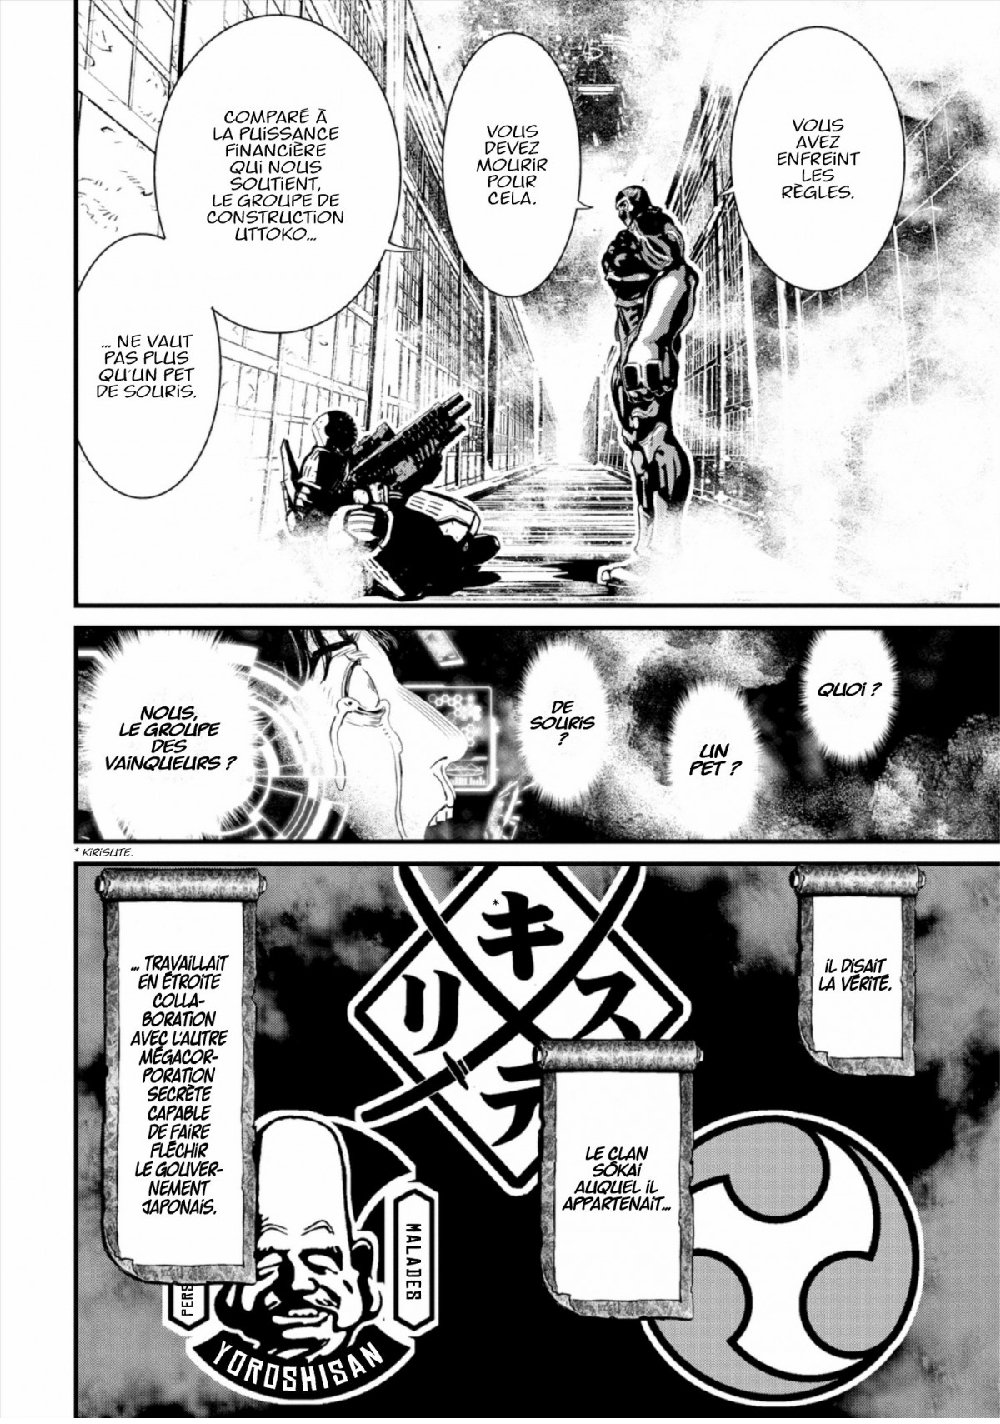 VOUS
AVEZ
ENFREINT
LES
RÈGLES.
VOUS
DEVEZ
MOURIR
POUR
CELA.
COMPARÉ À
LA PUISSANCE
FINANCIÈRE
QUI NOUS
SOUTIENT,
LE GROUPE DE
CONSTRUCTION
UTTOKO...
... NE VAUT
PAS PLUS
QU'UN PET
DE SOURIS.
QUOI ?
UN
PET ?
DE
SOURIS
?
NOUS,
LE GROUPE
DES
VAINQUEURS ?
* KIRISUTE.
IL DISAIT
LA VÉRITÉ.
*
キ
リ ス
テ
LE CLAN
SÔKAI
AUQUEL IL
APPARTENAIT...
... TRAVAILLAIT
EN ÉTROITE
COLLA-
BORATION
AVEC L'AUTRE
MÉGACOR-
PORATION
SECRÈTE
CAPABLE
DE FAIRE
FLÉCHIR
LE GOUVER-
NEMENT
JAPONAIS.
PERS
MALADES
YOROSHISAN